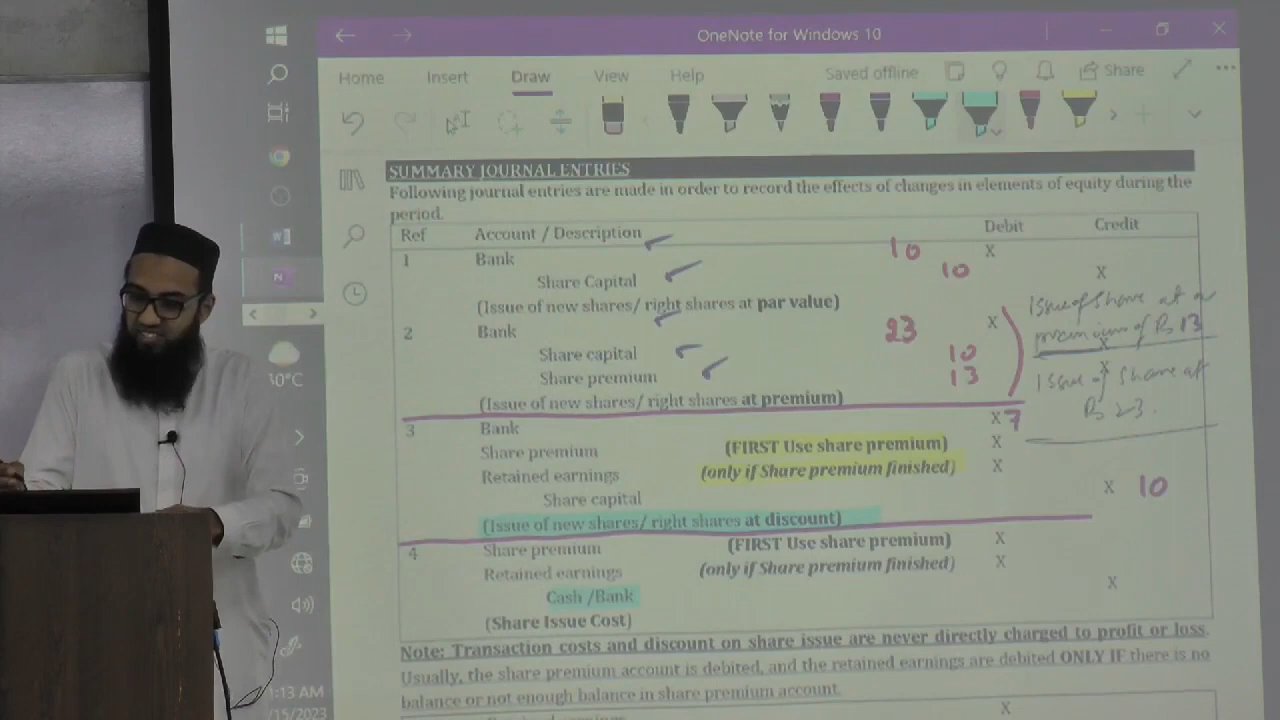 OneNote for Windows 10
Home Insert Draw View Help Saved offline Share
SUMMARY JOURNAL ENTRIES
Following journal entries are made in order to record the effects of changes in elements of equity during the
period.
Ref Account / Description Debit Credit
1 Bank 10 X
Share Capital 10 X
(Issue of new shares/ right shares at par value)
2 Bank 23 X
Share capital 10 X
Share premium 13 X
(Issue of new shares/ right shares at premium)
Issue of Share at a
premium of Rs 13
Issue of Share at
Rs 23.
3 Bank X 7
Share premium (FIRST Use share premium) X
Retained earnings (only if Share premium finished) X
Share capital X 10
(Issue of new shares/ right shares at discount)
4 Share premium (FIRST Use share premium) X
Retained earnings (only if Share premium finished) X
Cash /Bank X
(Share Issue Cost)
Note: Transaction costs and discount on share issue are never directly charged to profit or loss.
Usually, the share premium account is debited, and the retained earnings are debited ONLY IF there is no
balance or not enough balance in share premium account.
X
30°C
1:13 AM
/15/2023